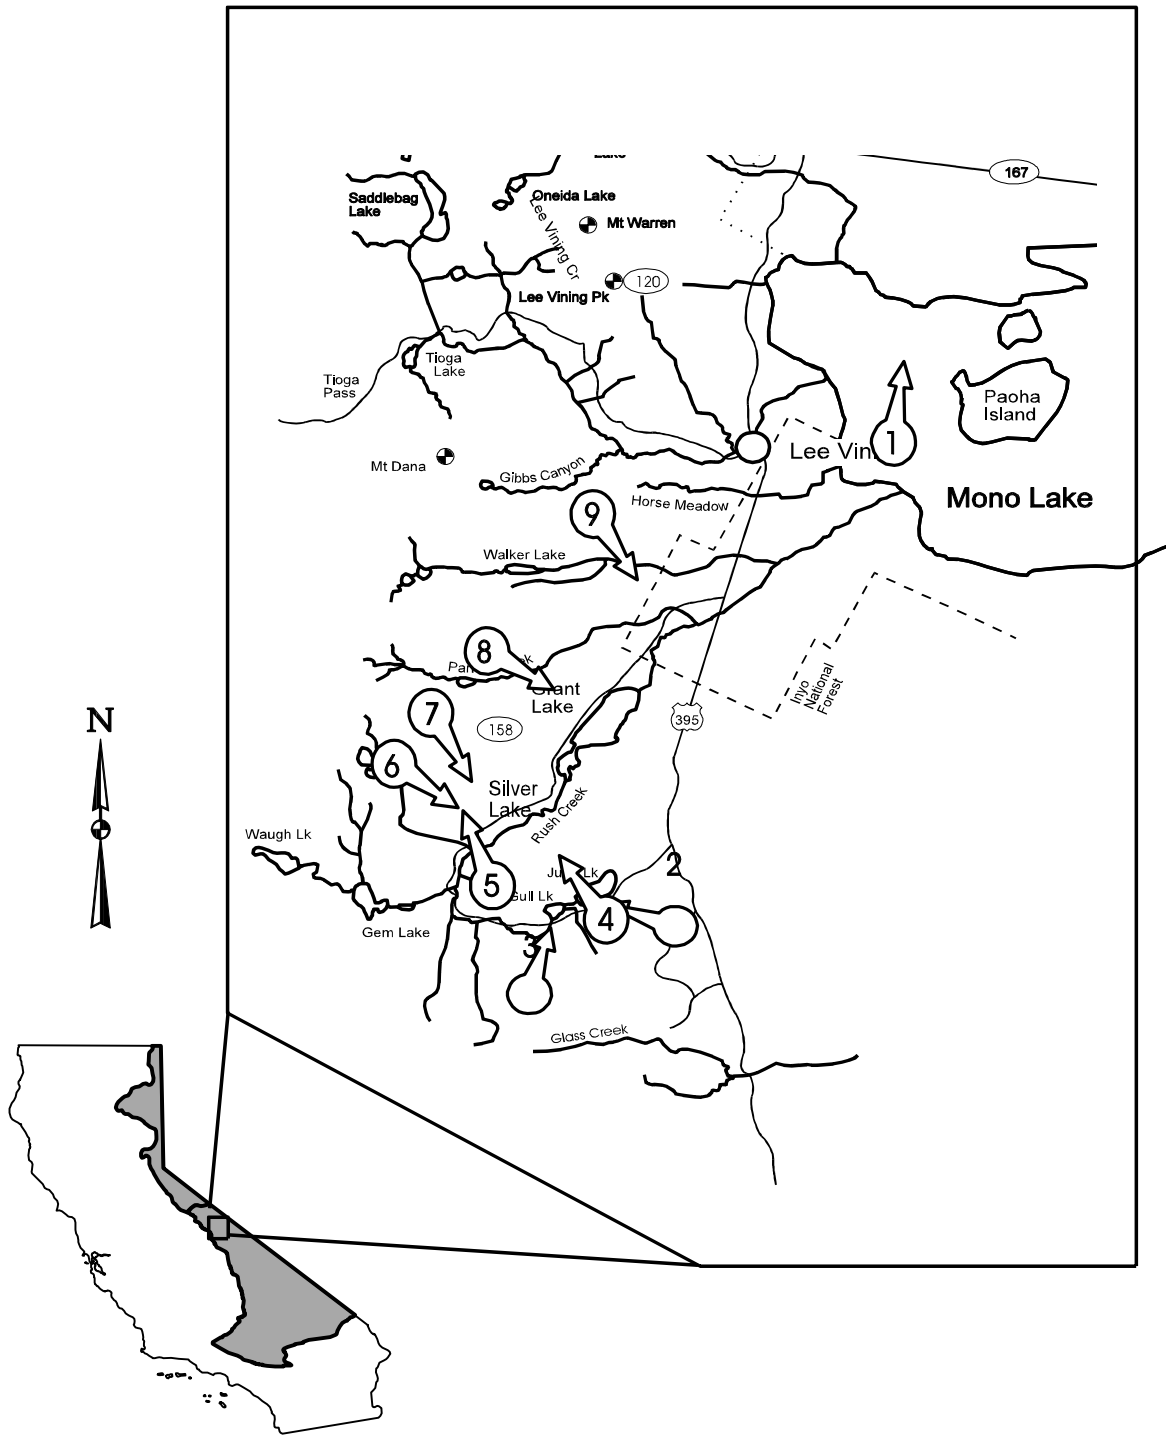 167
Saddlebag
Lake
Oneida Lake
Lee Vining Cr
Mt Warren
120
Lee Vining Pk
Tioga
Lake
Tioga
Pass
Paoha
Island
1
Mt Dana
Gibbs Canyon
Horse Meadow
Mono Lake
9
Walker Lake
8
Lake
Inyo
National
Forest
7
158
395
N
6
Silver
Lake
Rush Creek
Waugh Lk
2
5
Gull Lk
4
Gem Lake
3
Glass Creek